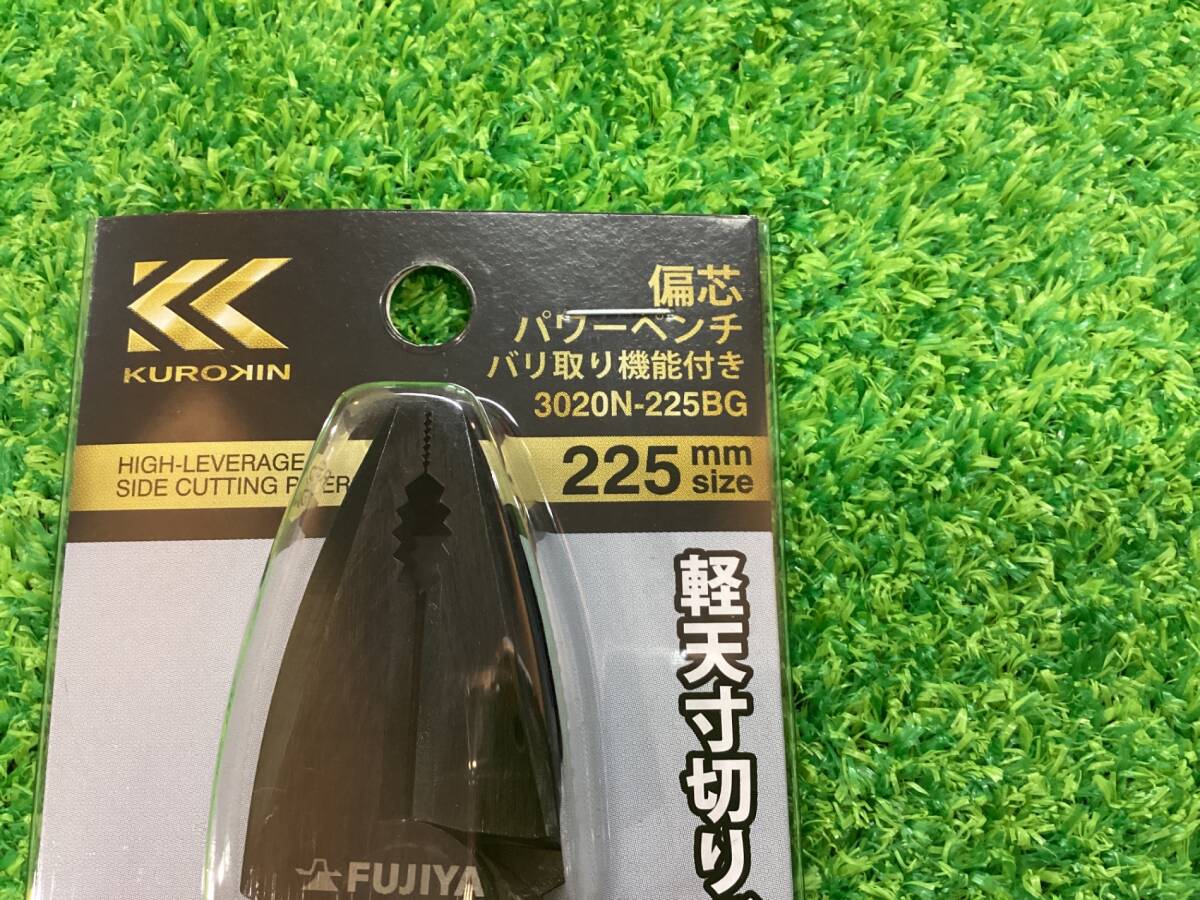 KUROKIN
偏芯
パワーペンチ
バリ取り機能付き
3020N-225BG
HIGH-LEVERAGE
SIDE CUTTING
225 mm size
軽天寸切り
FUJIYA